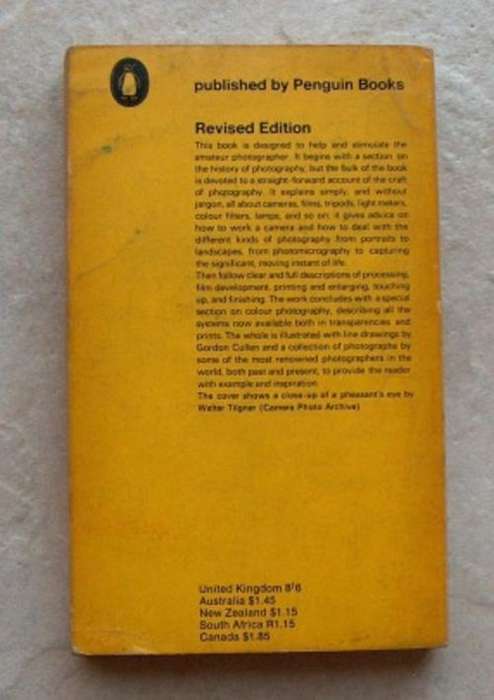 published by Penguin Books
Revised Edition
This book is designed to help and stimulate the
amateur photographer. It begins with a section on
the history of photography, but the bulk of the book
is devoted to a straight-forward account of the craft
of photography. It explains simply, and without
jargon, all about cameras, films, tripods, light meters,
colour filters, lamps, and so on; it gives advice on
how to work a camera and how to deal with the
different kinds of photography from portraits to
landscapes, from photomicrography to capturing
the significant, moving instant of life.
Then follow clear and full descriptions of processing,
film development, printing and enlarging, touching
up, and finishing. The work concludes with a special
section on colour photography, describing all the
systems now available both in transparencies and
prints. The whole is illustrated with line drawings by
Gordon Cullen and a collection of photographs by
some of the most renowned photographers in the
world, both past and present, to provide the reader
with example and inspiration.
The cover shows a close-up of a pheasant's eye by
Walter Tilgner (Camera Photo Archive)
United Kingdom 8/6
Australia $1.45
New Zealand $1.15
South Africa R1.15
Canada $1.85